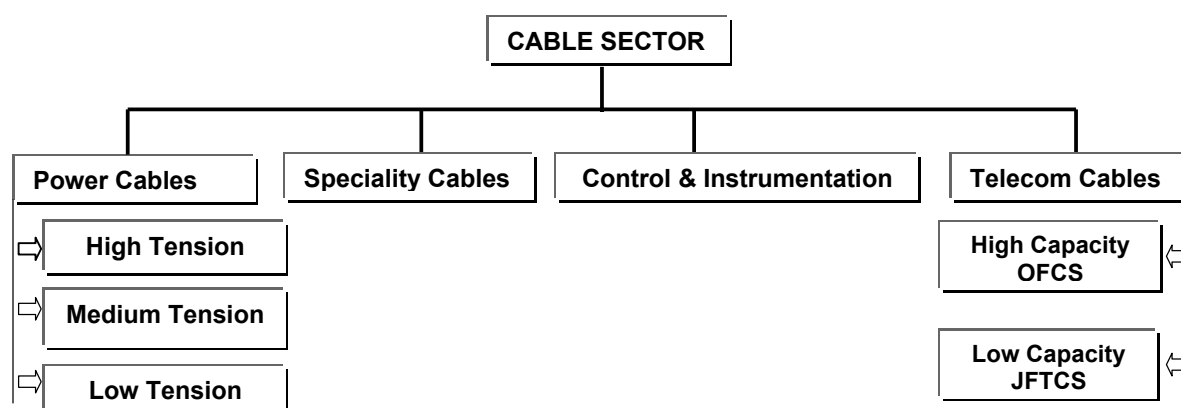 CABLE SECTOR
Power Cables
Speciality Cables
Control & Instrumentation
Telecom Cables
High Tension
Medium Tension
Low Tension
High Capacity
OFCS
Low Capacity
JFTCS